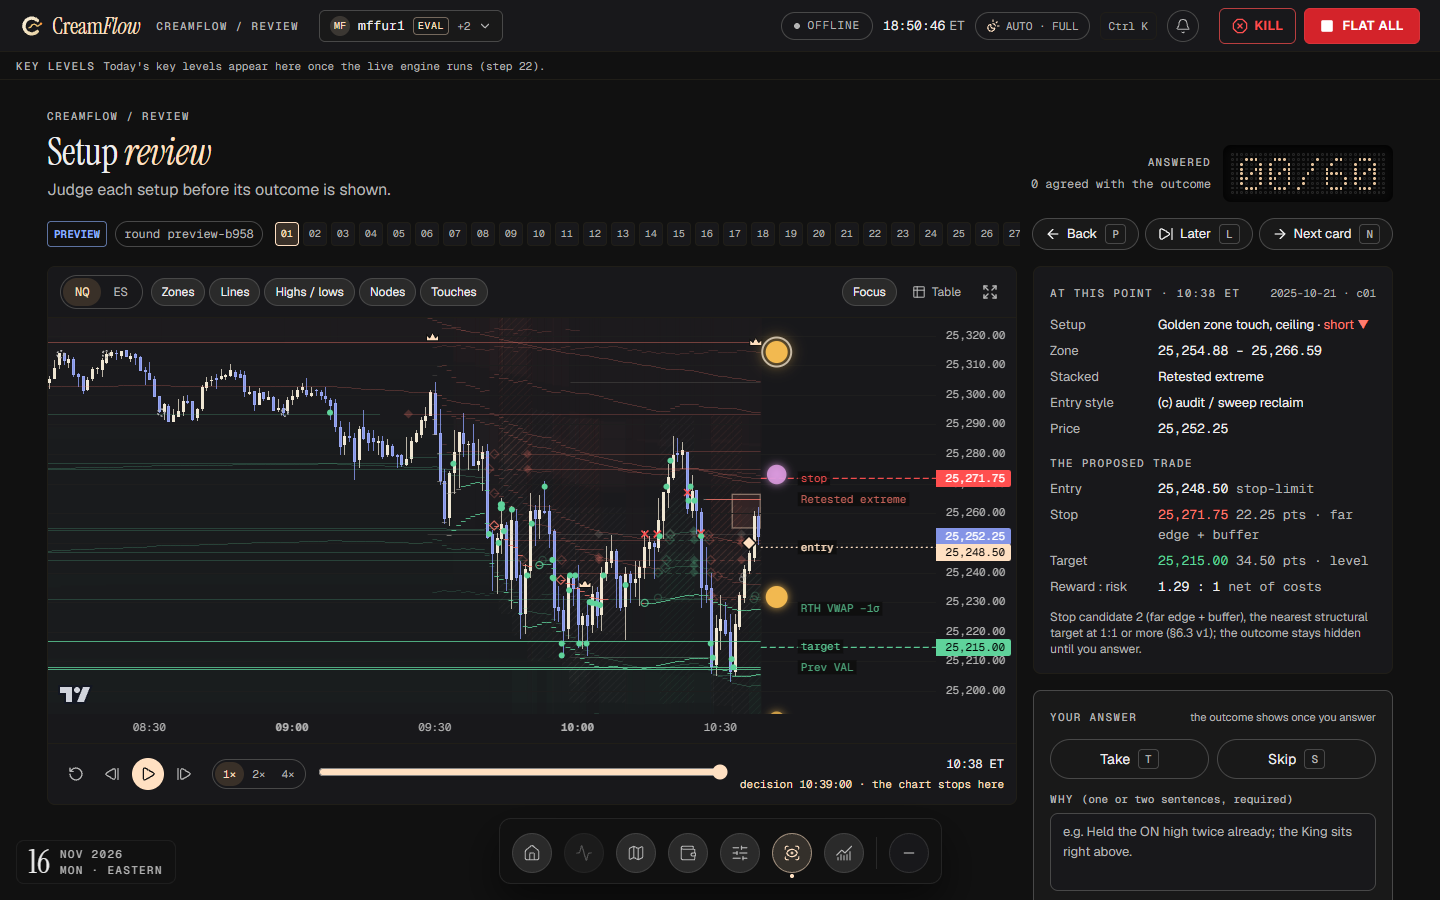 CreamFlow CREAMFLOW / REVIEW MF mffur1 EVAL +2 OFFLINE 18:50:46 ET AUTO · FULL Ctrl K KILL FLAT ALL
KEY LEVELS Today's key levels appear here once the live engine runs (step 22).
CREAMFLOW / REVIEW
Setup review
Judge each setup before its outcome is shown.
ANSWERED
0 agreed with the outcome
00/60
PREVIEW round preview-b958 01 02 03 04 05 06 07 08 09 10 11 12 13 14 15 16 17 18 19 20 21 22 23 24 25 26 27
Back P Later L Next card N
NQ ES Zones Lines Highs / lows Nodes Touches Focus Table
25,320.00
25,310.00
25,300.00
25,290.00
25,280.00
stop 25,271.75
Retested extreme
25,260.00
25,252.25
entry 25,248.50
25,240.00
25,230.00
RTH VWAP -1σ
25,220.00
target 25,215.00
25,210.00
Prev VAL
25,200.00
08:30 09:00 09:30 10:00 10:30
1× 2× 4×
10:38 ET
decision 10:39:00 · the chart stops here
AT THIS POINT · 10:38 ET 2025-10-21 · c01
Setup Golden zone touch, ceiling · short ▼
Zone 25,254.88 – 25,266.59
Stacked Retested extreme
Entry style (c) audit / sweep reclaim
Price 25,252.25
THE PROPOSED TRADE
Entry 25,248.50 stop-limit
Stop 25,271.75 22.25 pts · far
edge + buffer
Target 25,215.00 34.50 pts · level
Reward : risk 1.29 : 1 net of costs
Stop candidate 2 (far edge + buffer), the nearest structural
target at 1:1 or more (§6.3 v1); the outcome stays hidden
until you answer.
YOUR ANSWER the outcome shows once you answer
Take T Skip S
WHY (one or two sentences, required)
e.g. Held the ON high twice already; the King sits
right above.
16 NOV 2026
MON · EASTERN